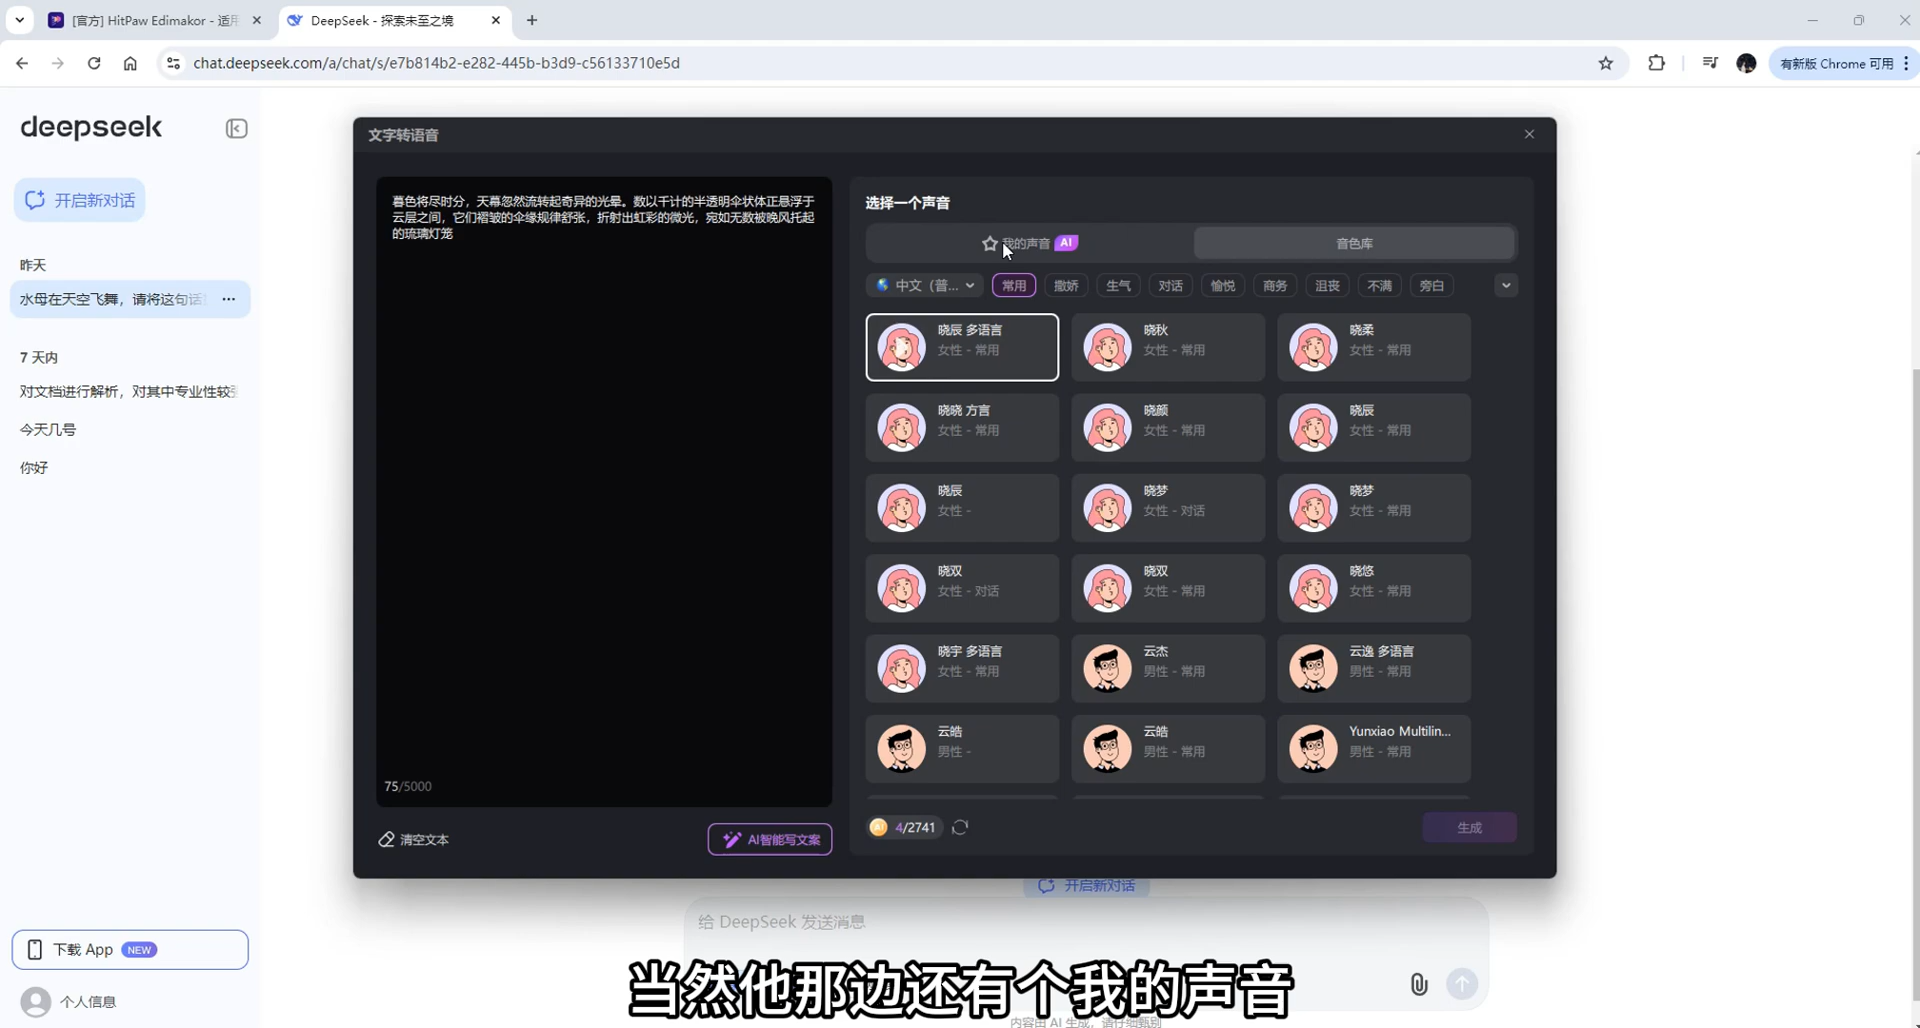 [官方] HitPaw Edimakor - 适用
DeepSeek - 探索未至之境
chat.deepseek.com/a/chat/s/e7b814b2-e282-445b-b3d9-c56133710e5d
有新版 Chrome 可用
deepseek
开启新对话
昨天
水母在天空飞舞，请将这句话
7 天内
对文档进行解析，对其中专业性较
今天几号
你好
下载 App NEW
个人信息
文字转语音
暮色将尽时分，天幕忽然流转起奇异的光晕。数以千计的半透明伞状体正悬浮于
云层之间，它们褶皱的伞缘规律舒张，折射出虹彩的微光，宛如无数被晚风托起
的琉璃灯笼
75/5000
清空文本
AI智能写文案
选择一个声音
我的声音 AI
音色库
中文（普...
常用
撒娇
生气
对话
愉悦
商务
沮丧
不满
旁白
晓辰 多语言
女性 - 常用
晓秋
女性 - 常用
晓柔
女性 - 常用
晓晓 方言
女性 - 常用
晓颜
女性 - 常用
晓辰
女性 - 常用
晓辰
女性 -
晓梦
女性 - 对话
晓梦
女性 - 常用
晓双
女性 - 对话
晓双
女性 - 常用
晓悠
女性 - 常用
晓宇 多语言
女性 - 常用
云杰
男性 - 常用
云逸 多语言
男性 - 常用
云皓
男性 -
云皓
男性 - 常用
Yunxiao Multilin...
男性 - 常用
AI 4/2741
生成
开启新对话
给 DeepSeek 发送消息
当然他那边还有个我的声音
内容由 AI 生成，请仔细甄别